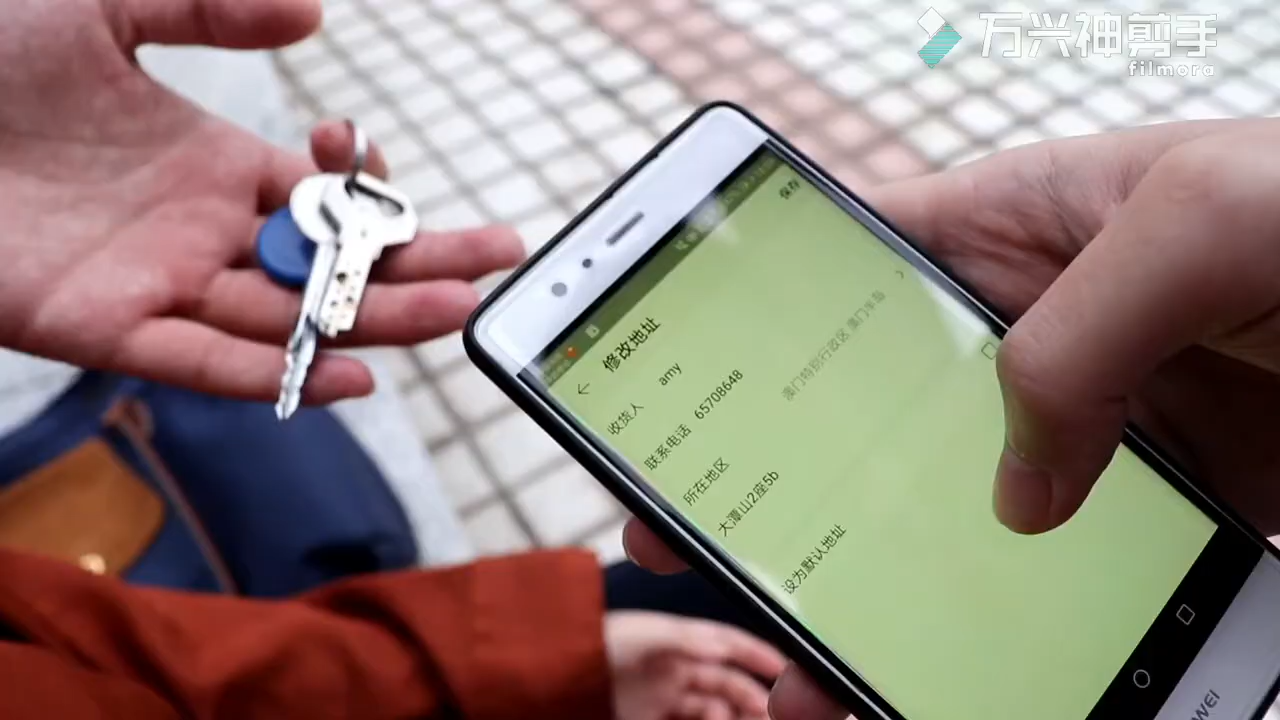 万兴神剪手
filmora
保存
修改地址
收货人 amy
联系电话 65708648
所在地区 澳门特别行政区 澳门半岛
大潭山2座5b
设为默认地址
WEI